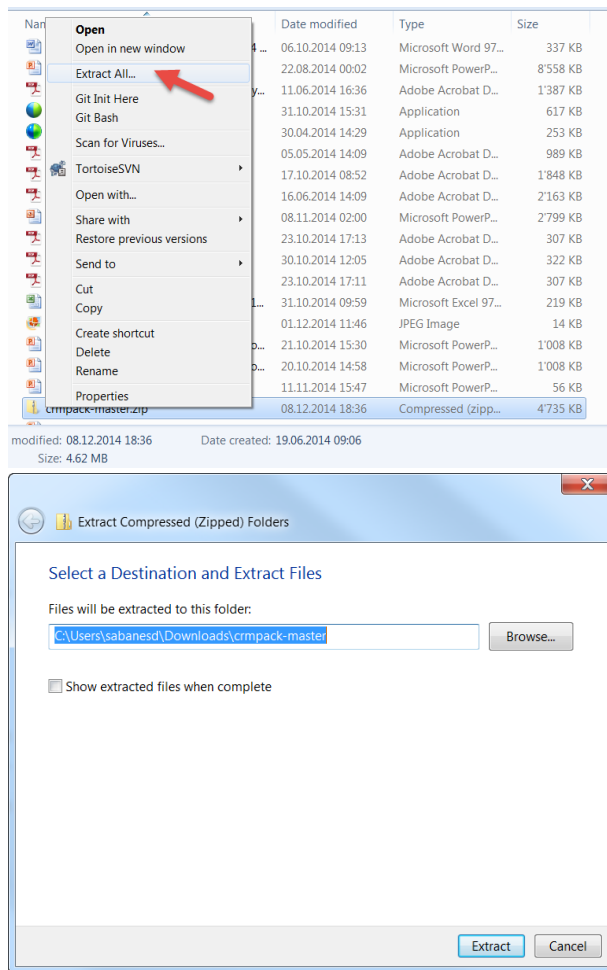 Nan Date modified Type Size
Open
Open in new window 4 ... 06.10.2014 09:13 Microsoft Word 97... 337 KB
Extract All... 22.08.2014 00:02 Microsoft PowerP... 8'558 KB
y... 11.06.2014 16:36 Adobe Acrobat D... 1'387 KB
Git Init Here 31.10.2014 15:31 Application 617 KB
Git Bash 30.04.2014 14:29 Application 253 KB
Scan for Viruses... 05.05.2014 14:09 Adobe Acrobat D... 989 KB
TortoiseSVN 17.10.2014 08:52 Adobe Acrobat D... 1'848 KB
Open with... 16.06.2014 14:09 Adobe Acrobat D... 2'163 KB
Share with 08.11.2014 02:00 Microsoft PowerP... 2'799 KB
Restore previous versions 23.10.2014 17:13 Adobe Acrobat D... 307 KB
Send to 30.10.2014 12:05 Adobe Acrobat D... 322 KB
Cut 23.10.2014 17:11 Adobe Acrobat D... 307 KB
Copy 1... 31.10.2014 09:59 Microsoft Excel 97... 219 KB
01.12.2014 11:46 JPEG Image 14 KB
Create shortcut o... 21.10.2014 15:30 Microsoft PowerP... 1'008 KB
Delete
Rename o... 20.10.2014 14:58 Microsoft PowerP... 1'008 KB
Properties 11.11.2014 15:47 Microsoft PowerP... 56 KB
crmpack-master.zip 08.12.2014 18:36 Compressed (zipp... 4'735 KB
modified: 08.12.2014 18:36 Date created: 19.06.2014 09:06
Size: 4.62 MB
Extract Compressed (Zipped) Folders
Select a Destination and Extract Files
Files will be extracted to this folder:
C:\Users\sabanesd\Downloads\crmpack-master Browse...
Show extracted files when complete
Extract Cancel